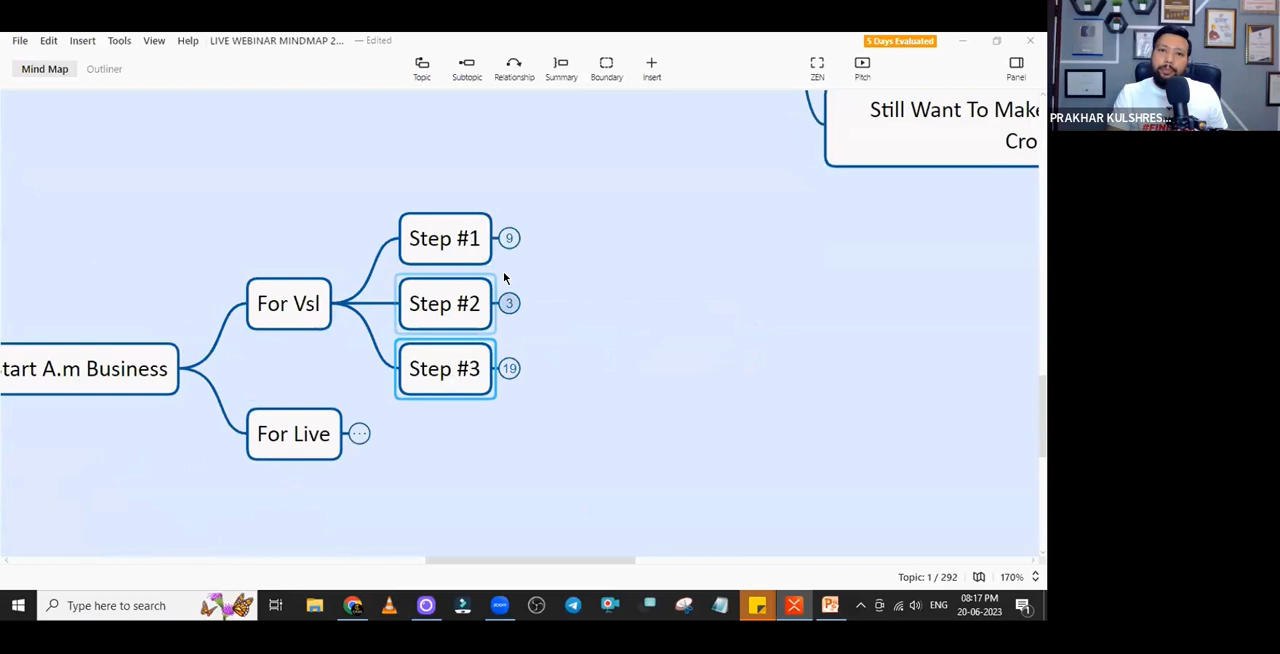 File Edit Insert Tools View Help LIVE WEBINAR MINDMAP 2... — Edited
5 Days Evaluated
Mind Map Outliner
Topic Subtopic Relationship Summary Boundary Insert
ZEN Pitch Panel
PRAKHAR KULSHRES...
Still Want To Make
Cro
Step #1 9
For Vsl Step #2 3
tart A.m Business Step #3 19
For Live
Topic: 1 / 292 170%
Type here to search
ENG 08:17 PM
20-06-2023
1